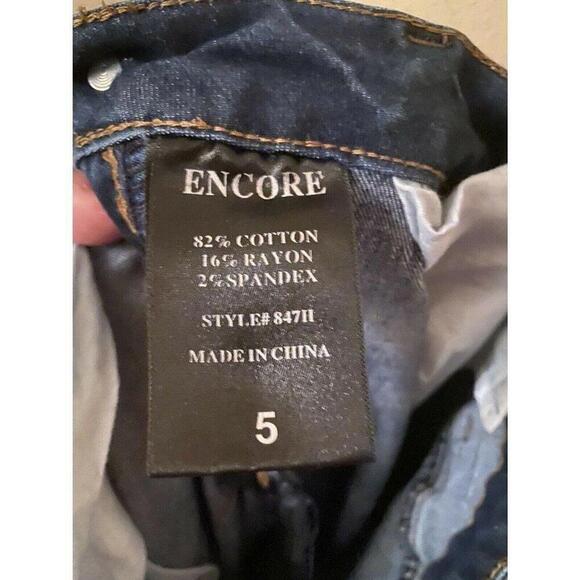 ENCORE
82% COTTON
16% RAYON
2% SPANDEX
STYLE# 847H
MADE IN CHINA
5